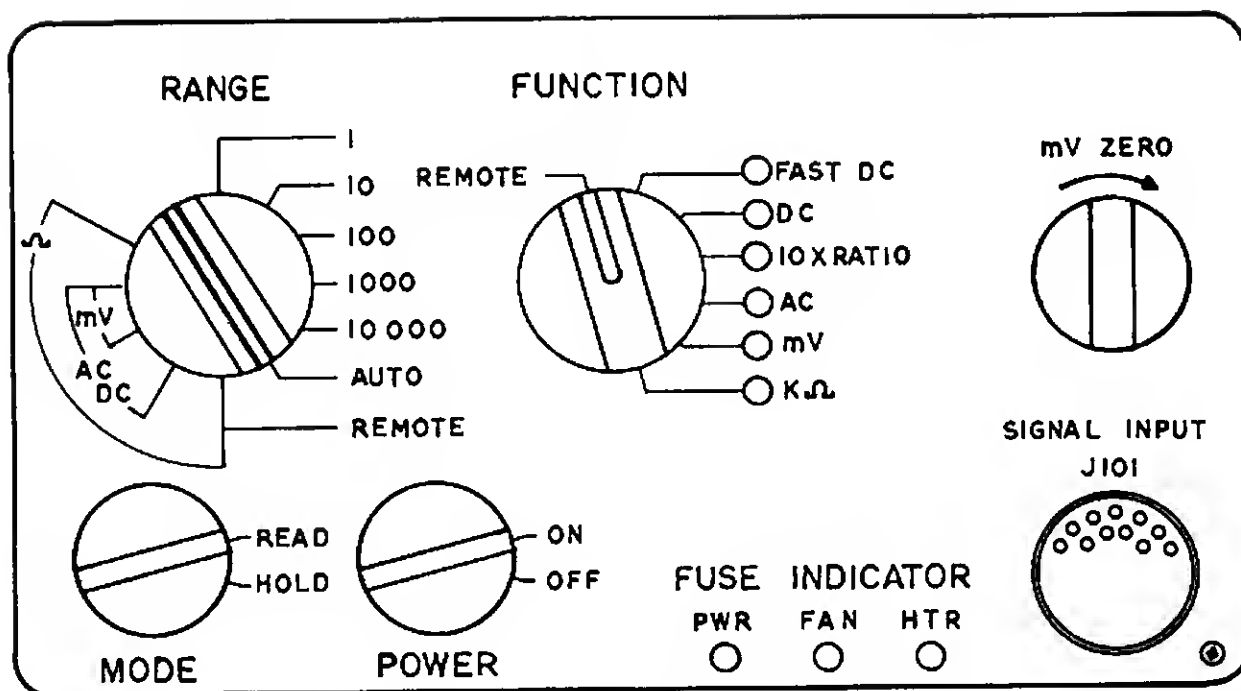 RANGE
FUNCTION
1
10
100
1000
10 000
AUTO
REMOTE
Ω
mV
AC
DC
REMOTE
FAST DC
DC
10 X RATIO
AC
mV
KΩ
mV ZERO
SIGNAL INPUT
J101
READ
HOLD
MODE
ON
OFF
POWER
FUSE INDICATOR
PWR FAN HTR